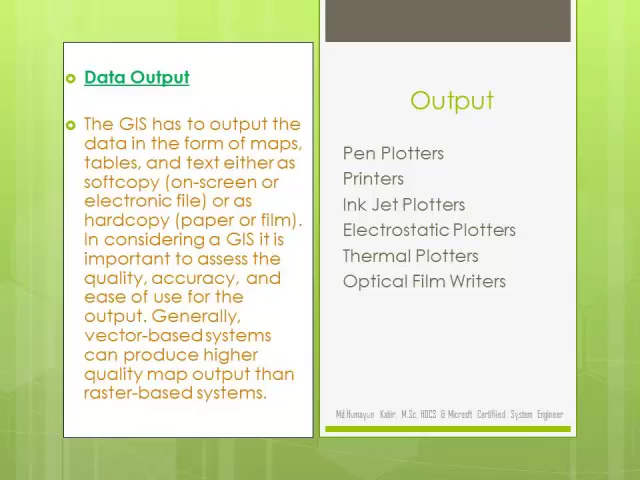 Data Output
The GIS has to output the
data in the form of maps,
tables, and text either as
softcopy (on-screen or
electronic file) or as
hardcopy (paper or film).
In considering a GIS it is
important to assess the
quality, accuracy, and
ease of use for the
output. Generally,
vector-based systems
can produce higher
quality map output than
raster-based systems.
Output
Pen Plotters
Printers
Ink Jet Plotters
Electrostatic Plotters
Thermal Plotters
Optical Film Writers
Md.Humayun Kabir, M.Sc, HDCS & Microsft Certified System Engineer